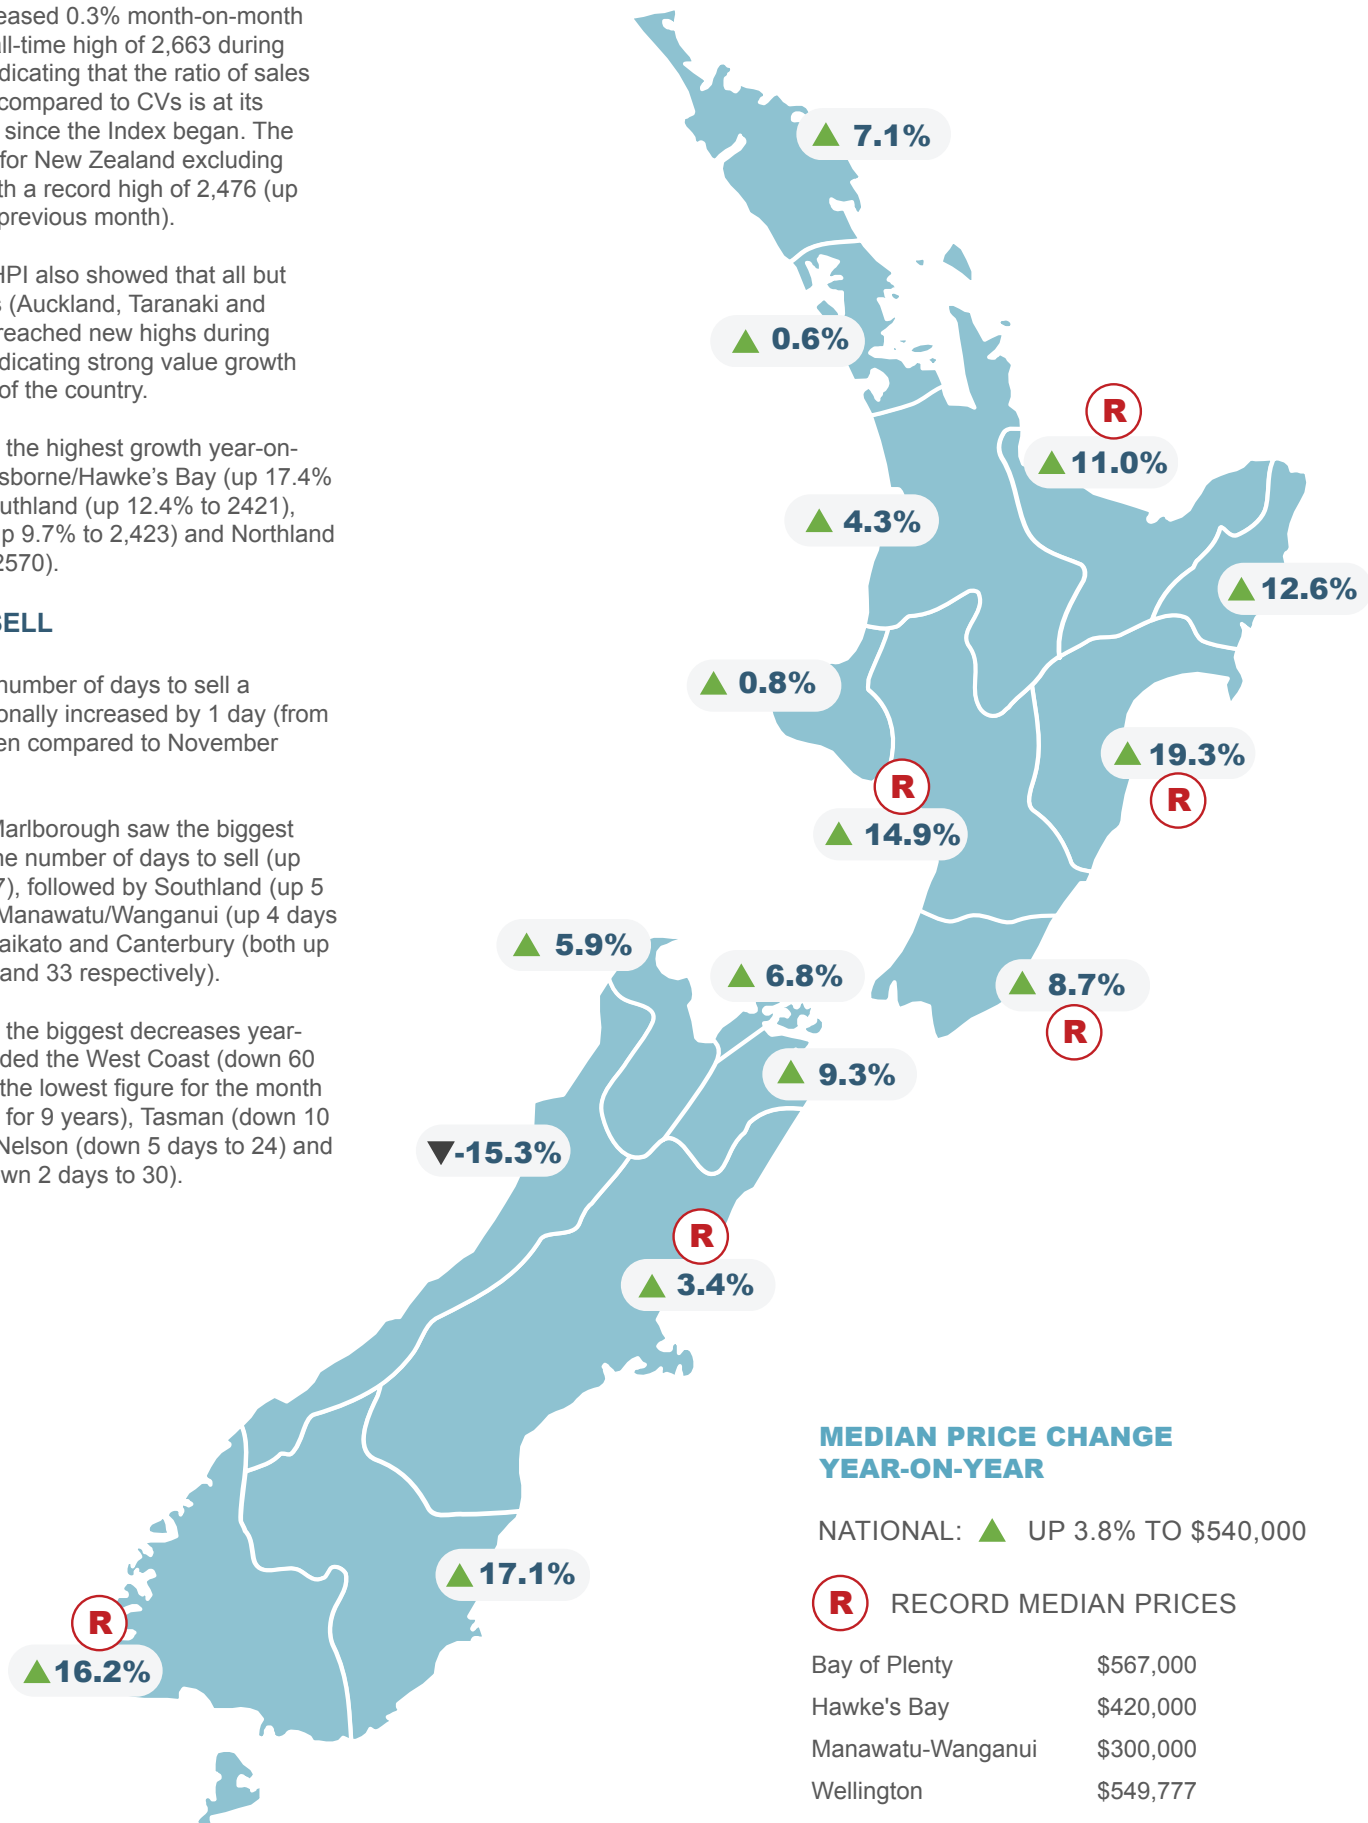 eased 0.3% month-on-month
all-time high of 2,663 during
dicating that the ratio of sales
compared to CVs is at its
since the Index began. The
for New Zealand excluding
th a record high of 2,476 (up
previous month).
HPI also showed that all but
s (Auckland, Taranaki and
reached new highs during
dicating strong value growth
of the country.
the highest growth year-on-
sborne/Hawke's Bay (up 17.4%
uthland (up 12.4% to 2421),
p 9.7% to 2,423) and Northland
2570).
SELL
number of days to sell a
onally increased by 1 day (from
en compared to November
Marlborough saw the biggest
he number of days to sell (up
7), followed by Southland (up 5
Manawatu/Wanganui (up 4 days
aikato and Canterbury (both up
and 33 respectively).
the biggest decreases year-
ded the West Coast (down 60
the lowest figure for the month
for 9 years), Tasman (down 10
Nelson (down 5 days to 24) and
wn 2 days to 30).
7.1%
0.6%
R
11.0%
4.3%
12.6%
0.8%
19.3%
R
R
14.9%
5.9%
6.8%
8.7%
R
9.3%
-15.3%
R
3.4%
17.1%
R
16.2%
MEDIAN PRICE CHANGE
YEAR-ON-YEAR
NATIONAL: ▲ UP 3.8% TO $540,000
R RECORD MEDIAN PRICES
Bay of Plenty $567,000
Hawke's Bay $420,000
Manawatu-Wanganui $300,000
Wellington $549,777